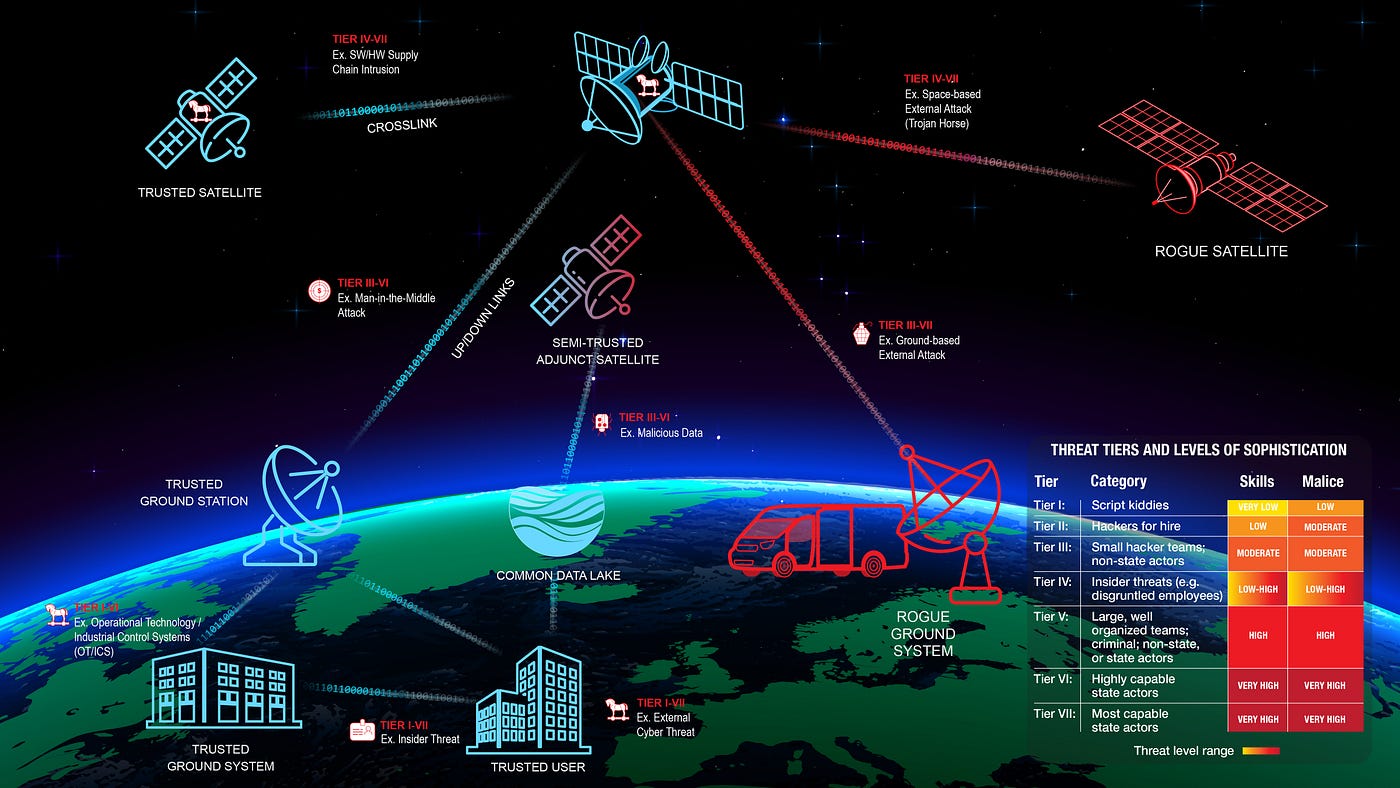 TIER IV-VII
Ex. SW/HW Supply
Chain Intrusion
CROSSLINK
TRUSTED SATELLITE
TIER IV-VII
Ex. Space-based
External Attack
(Trojan Horse)
ROGUE SATELLITE
TIER III-VI
Ex. Man-in-the-Middle
Attack
UP/DOWN LINKS
SEMI-TRUSTED
ADJUNCT SATELLITE
TIER III-VII
Ex. Ground-based
External Attack
TIER III-VI
Ex. Malicious Data
TRUSTED
GROUND STATION
COMMON DATA LAKE
ROGUE
GROUND
SYSTEM
Ex. Operational Technology /
Industrial Control Systems
(OT/ICS)
TRUSTED
GROUND SYSTEM
TIER I-VII
Ex. Insider Threat
TRUSTED USER
TIER I-VII
Ex. External
Cyber Threat
THREAT TIERS AND LEVELS OF SOPHISTICATION
Tier Category Skills Malice
Tier I: Script kiddies VERY LOW LOW
Tier II: Hackers for hire LOW MODERATE
Tier III: Small hacker teams;
non-state actors MODERATE MODERATE
Tier IV: Insider threats (e.g.
disgruntled employees) LOW-HIGH LOW-HIGH
Tier V: Large, well
organized teams;
criminal; non-state,
or state actors HIGH HIGH
Tier VI: Highly capable
state actors VERY HIGH VERY HIGH
Tier VII: Most capable
state actors VERY HIGH VERY HIGH
Threat level range